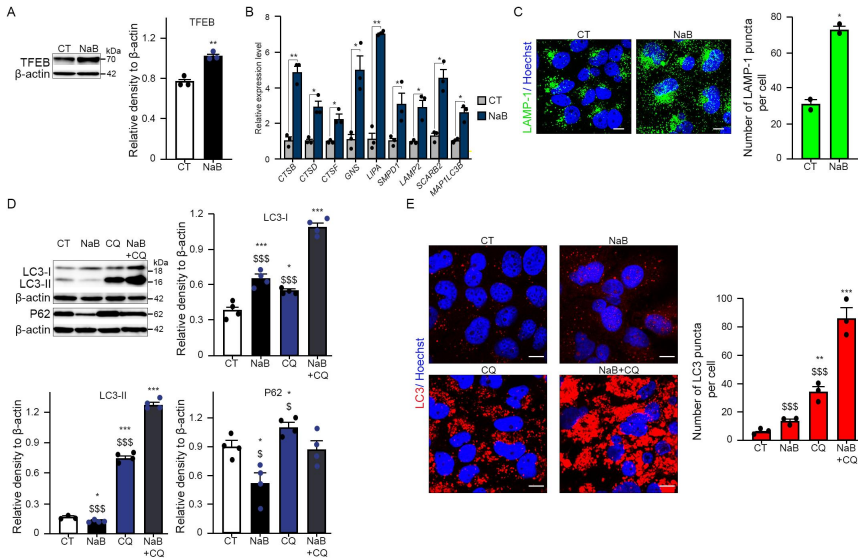 A
CT NaB
kDa
TFEB
70
β-actin
42
TFEB
Relative density to β-actin
1.2
0.8
0.4
0
**
CT
NaB
B
Relative expression level
8
6
4
2
0
**
*
*
*
**
*
*
*
*
CT
NaB
CTSB
CTSD
CTSF
GNS
LIPA
SMPD1
LAMP2
SCARB2
MAP1LC3B
C
CT
NaB
LAMP-1/ Hoechst
Number of LAMP-1 puncta
per cell
80
60
40
20
0
*
CT
NaB
D
CT NaB CQ NaB
+CQ
kDa
LC3-I
18
LC3-II
16
β-actin
42
P62
62
β-actin
42
LC3-I
Relative density to β-actin
1.2
0.9
0.6
0.3
0
***
$$$
*
$$$
***
CT
NaB
CQ
NaB
+CQ
LC3-II
Relative density to β-actin
1.2
0.9
0.6
0.3
0
*
$$$
***
$$$
***
CT
NaB
CQ
NaB
+CQ
P62
Relative density to β-actin
1.2
0.9
0.6
0.3
0
*
$
*
$
CT
NaB
CQ
NaB
+CQ
E
CT
NaB
CQ
NaB+CQ
LC3/ Hoechst
Number of LC3 puncta
per cell
100
80
60
40
20
0
$$$
**
$$$
***
CT
NaB
CQ
NaB
+CQ